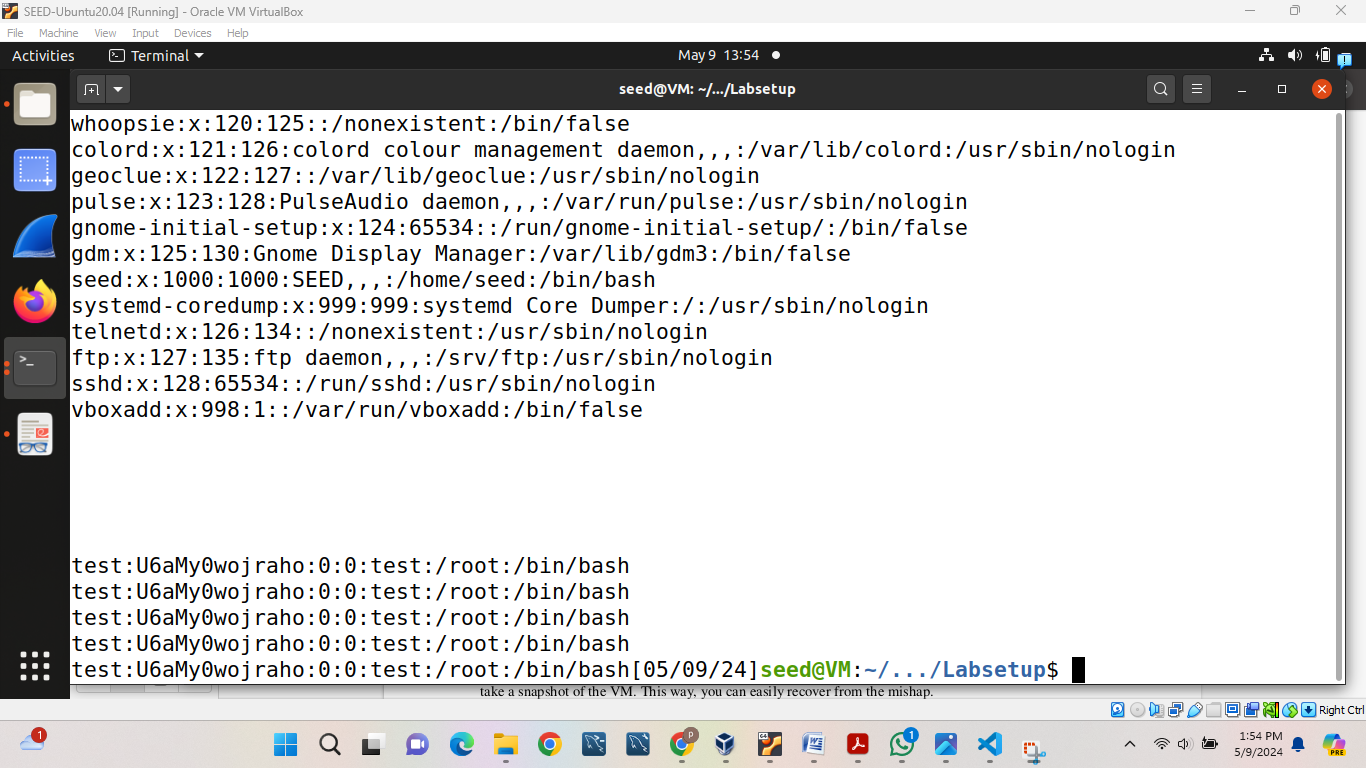 SEED-Ubuntu20.04 [Running] - Oracle VM VirtualBox
File Machine View Input Devices Help
Activities Terminal May 9 13:54
seed@VM: ~/.../Labsetup
whoopsie:x:120:125::/nonexistent:/bin/false
colord:x:121:126:colord colour management daemon,,,:/var/lib/colord:/usr/sbin/nologin
geoclue:x:122:127::/var/lib/geoclue:/usr/sbin/nologin
pulse:x:123:128:PulseAudio daemon,,,:/var/run/pulse:/usr/sbin/nologin
gnome-initial-setup:x:124:65534::/run/gnome-initial-setup/:/bin/false
gdm:x:125:130:Gnome Display Manager:/var/lib/gdm3:/bin/false
seed:x:1000:1000:SEED,,,:/home/seed:/bin/bash
systemd-coredump:x:999:999:systemd Core Dumper:/:/usr/sbin/nologin
telnetd:x:126:134::/nonexistent:/usr/sbin/nologin
ftp:x:127:135:ftp daemon,,,:/srv/ftp:/usr/sbin/nologin
sshd:x:128:65534::/run/sshd:/usr/sbin/nologin
vboxadd:x:998:1::/var/run/vboxadd:/bin/false
test:U6aMy0wojraho:0:0:test:/root:/bin/bash
test:U6aMy0wojraho:0:0:test:/root:/bin/bash
test:U6aMy0wojraho:0:0:test:/root:/bin/bash
test:U6aMy0wojraho:0:0:test:/root:/bin/bash
test:U6aMy0wojraho:0:0:test:/root:/bin/bash[05/09/24]seed@VM:~/.../Labsetup$
take a snapshot of the VM. This way, you can easily recover from the mishap.
Right Ctrl
1
P
1
1:54 PM
5/9/2024
PRE